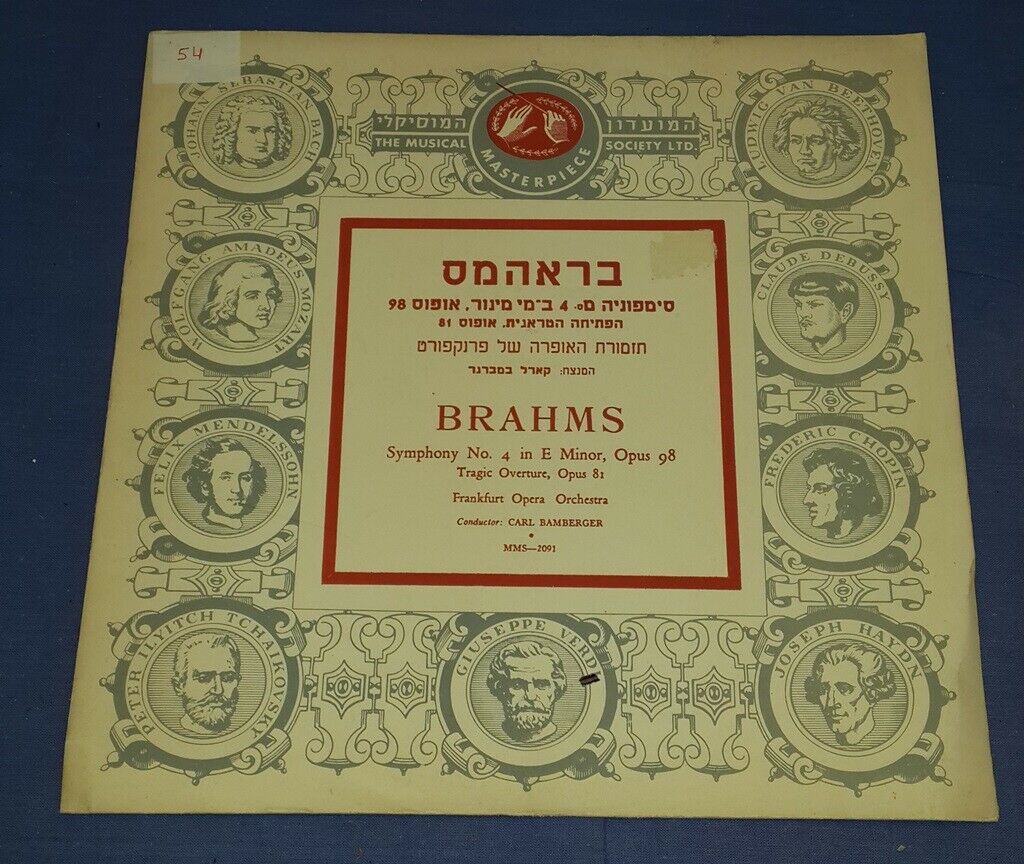 54
JOHAN SEBASTIAN BACH
המועדון המוסיקלי
THE MUSICAL SOCIETY LTD.
MASTERPIECE
LUDWIG VAN BEETHOVEN
WOLFGANG AMADEUS MOZART
CLAUDE DEBUSSY
בראהמס
סימפוניה מס. 4 ב־מי מינור, אופוס 98
הפתיחה הטראגית, אופוס 81
תזמורת האופרה של פרנקפורט
המנצח: קארל במברגר
BRAHMS
Symphony No. 4 in E Minor, Opus 98
Tragic Overture, Opus 81
Frankfurt Opera Orchestra
Conductor: CARL BAMBERGER
MMS—2091
FELIX MENDELSSOHN
FREDERIC CHOPIN
PETER ILYITCH TCHAIKOVSKY
GIUSEPPE VERDI
JOSEPH HAYDN